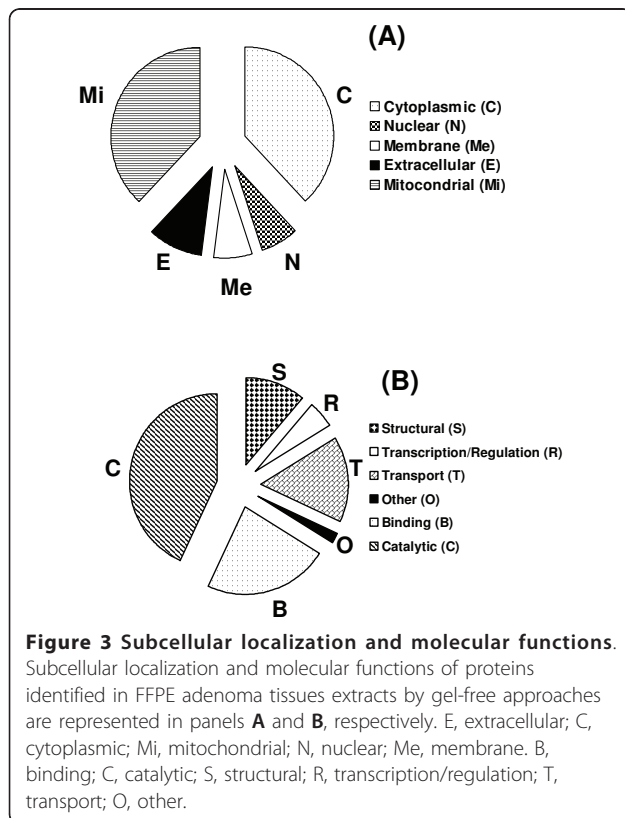 (A)
Mi
C
Cytoplasmic (C)
Nuclear (N)
Membrane (Me)
Extracellular (E)
Mitocondrial (Mi)
E
N
Me
(B)
S
R
Structural (S)
Transcription/Regulation (R)
Transport (T)
Other (O)
Binding (B)
Catalytic (C)
C
T
O
B
Figure 3 Subcellular localization and molecular functions.
Subcellular localization and molecular functions of proteins
identified in FFPE adenoma tissues extracts by gel-free approaches
are represented in panels A and B, respectively. E, extracellular; C,
cytoplasmic; Mi, mitochondrial; N, nuclear; Me, membrane. B,
binding; C, catalytic; S, structural; R, transcription/regulation; T,
transport; O, other.